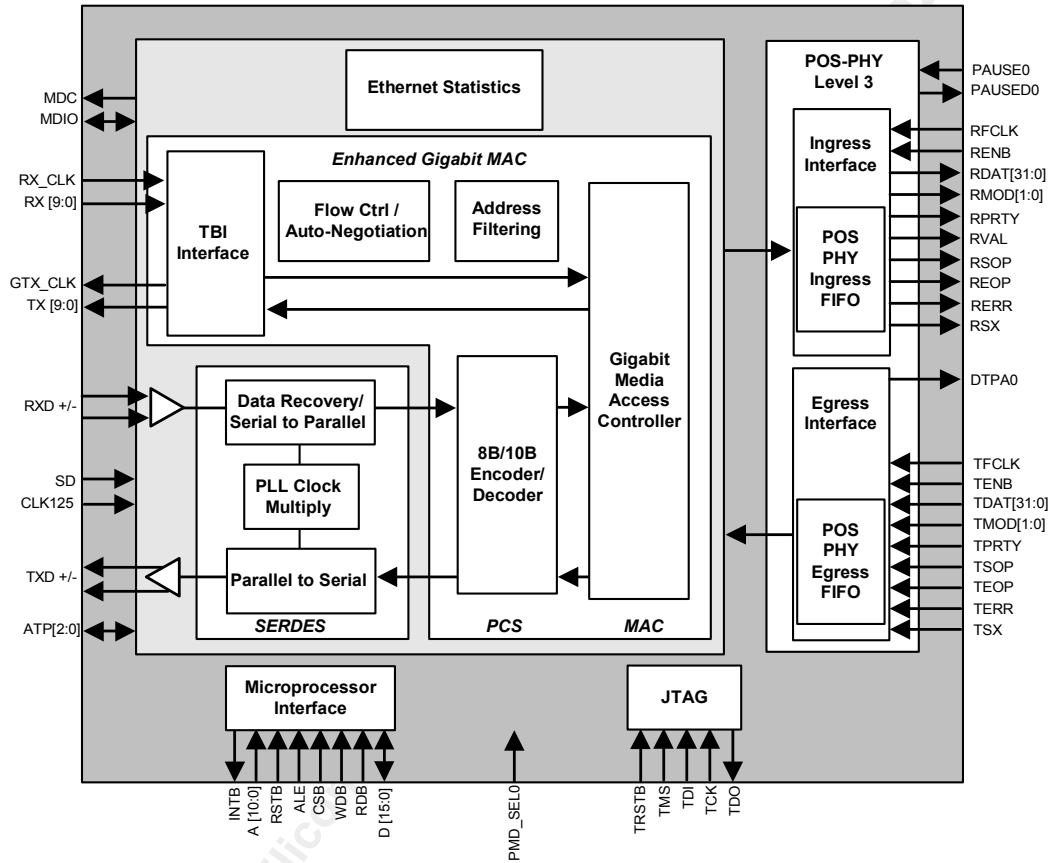 Ethernet Statistics
POS-PHY
Level 3
PAUSE0
PAUSED0
MDC
MDIO
RX_CLK
RX [9:0]
GTX_CLK
TX [9:0]
RXD +/-
SD
CLK125
TXD +/-
ATP[2:0]
Enhanced Gigabit MAC
TBI
Interface
Flow Ctrl /
Auto-Negotiation
Address
Filtering
Gigabit
Media
Access
Controller
Data Recovery/
Serial to Parallel
PLL Clock
Multiply
Parallel to Serial
SERDES
8B/10B
Encoder/
Decoder
PCS
MAC
Ingress
Interface
POS
PHY
Ingress
FIFO
RFCLK
RENB
RDAT[31:0]
RMOD[1:0]
RPRTY
RVAL
RSOP
REOP
RERR
RSX
Egress
Interface
POS
PHY
Egress
FIFO
DTPA0
TFCLK
TENB
TDAT[31:0]
TMOD[1:0]
TPRTY
TSOP
TEOP
TERR
TSX
Microprocessor
Interface
INTB
A [10:0]
RSTB
ALE
CSB
WDB
RDB
D [15:0]
PMD_SEL0
JTAG
TRSTB
TMS
TDI
TCK
TDO